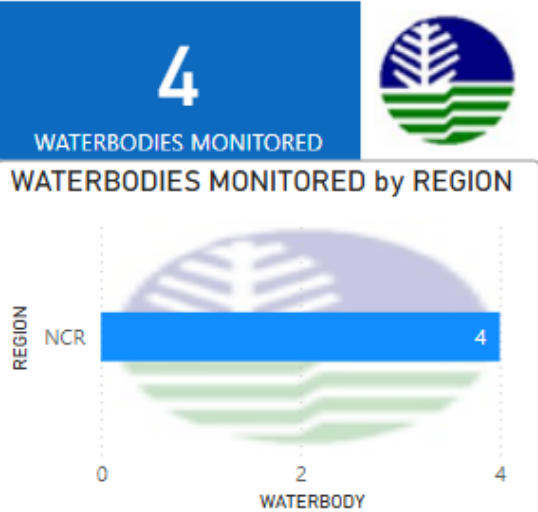 4
WATERBODIES MONITORED
WATERBODIES MONITORED by REGION
REGION
NCR
4
0 2 4
WATERBODY